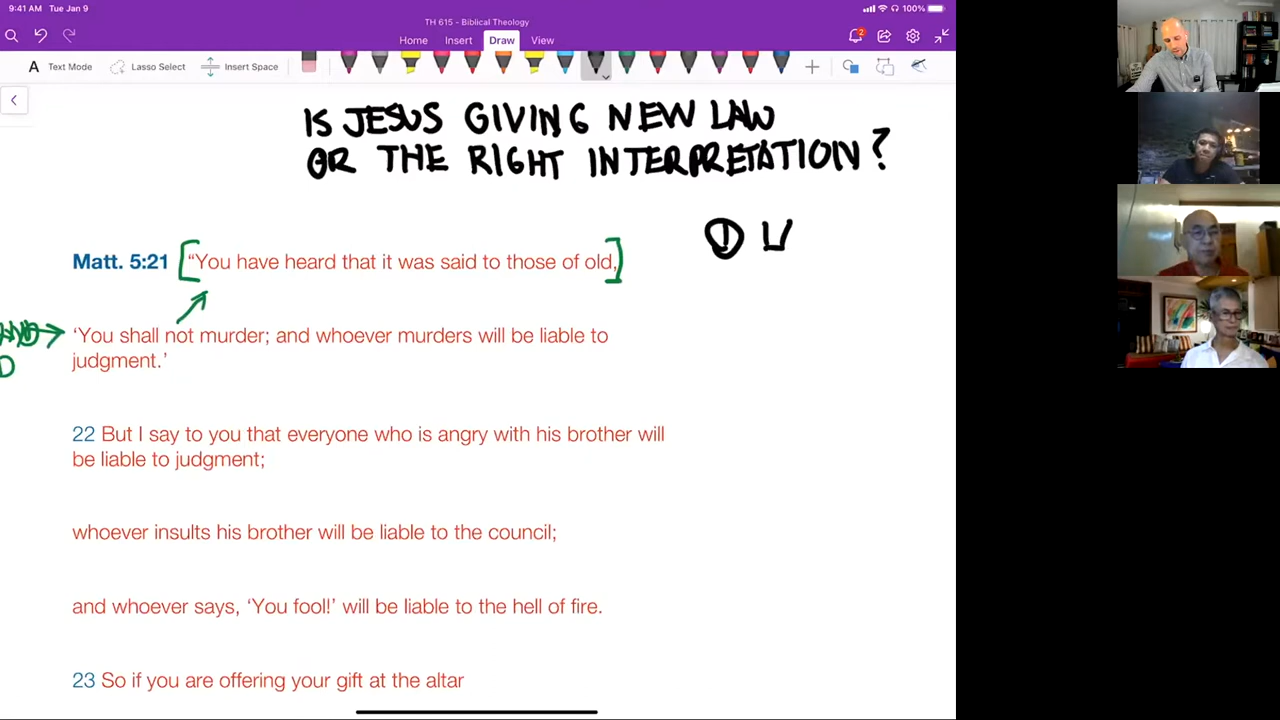 9:41 AM Tue Jan 9
100%
TH 615 - Biblical Theology
Home Insert Draw View
2
A Text Mode Lasso Select Insert Space
IS JESUS GIVING NEW LAW
OR THE RIGHT INTERPRETATION?
①
Matt. 5:21 [“You have heard that it was said to those of old,]
‘You shall not murder; and whoever murders will be liable to
judgment.’
22 But I say to you that everyone who is angry with his brother will
be liable to judgment;
whoever insults his brother will be liable to the council;
and whoever says, ‘You fool!’ will be liable to the hell of fire.
23 So if you are offering your gift at the altar